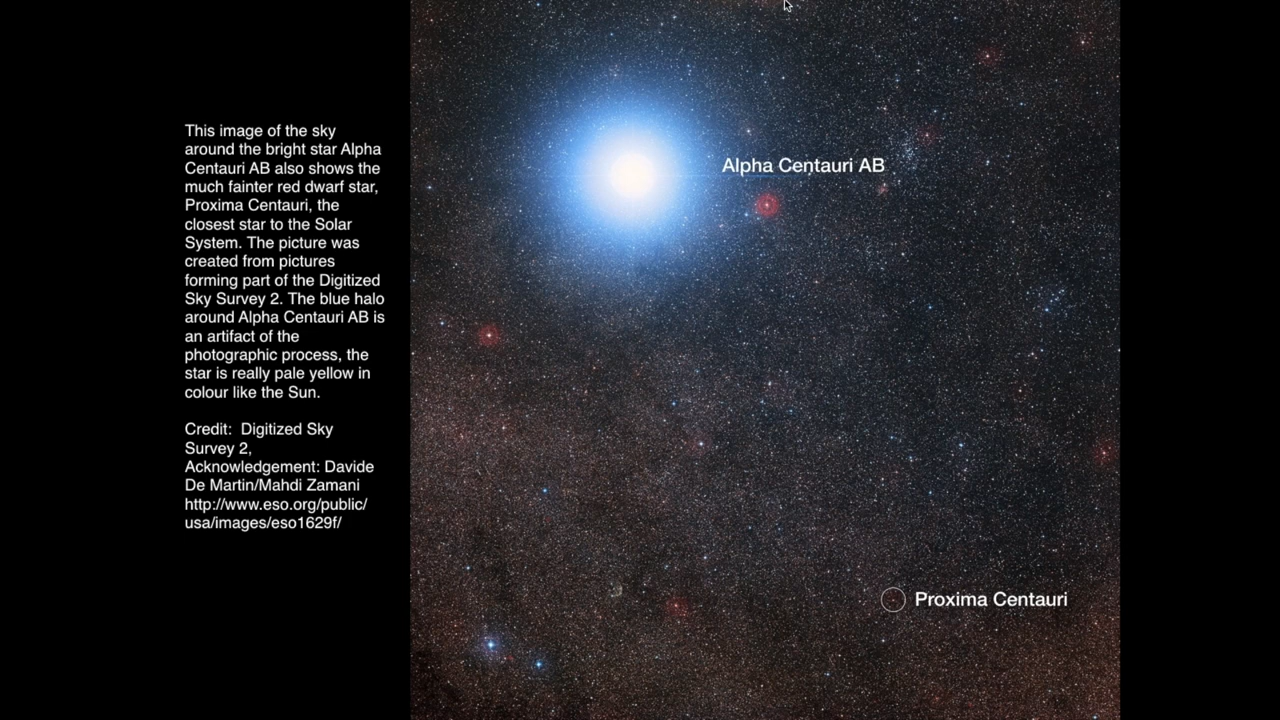 This image of the sky
around the bright star Alpha
Centauri AB also shows the
much fainter red dwarf star,
Proxima Centauri, the
closest star to the Solar
System. The picture was
created from pictures
forming part of the Digitized
Sky Survey 2. The blue halo
around Alpha Centauri AB is
an artifact of the
photographic process, the
star is really pale yellow in
colour like the Sun.
Credit:  Digitized Sky
Survey 2,
Acknowledgement: Davide
De Martin/Mahdi Zamani
http://www.eso.org/public/
usa/images/eso1629f/
Alpha Centauri AB
Proxima Centauri